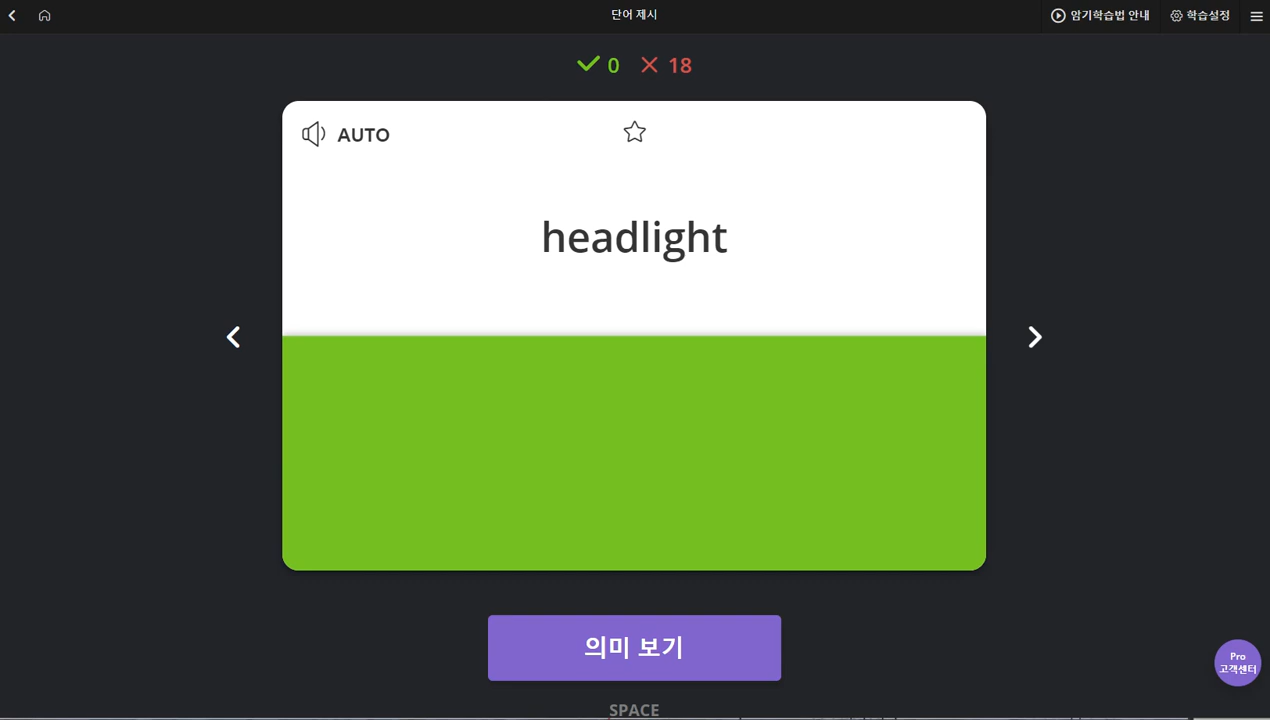 단어 제시
암기학습법 안내
학습설정
0
18
AUTO
headlight
의미 보기
Pro
고객센터
SPACE